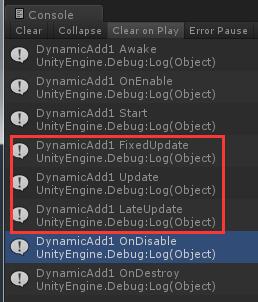 Console
Clear Collapse Clear on Play Error Pause
DynamicAdd1 Awake
UnityEngine.Debug:Log(Object)
DynamicAdd1 OnEnable
UnityEngine.Debug:Log(Object)
DynamicAdd1 Start
UnityEngine.Debug:Log(Object)
DynamicAdd1 FixedUpdate
UnityEngine.Debug:Log(Object)
DynamicAdd1 Update
UnityEngine.Debug:Log(Object)
DynamicAdd1 LateUpdate
UnityEngine.Debug:Log(Object)
DynamicAdd1 OnDisable
UnityEngine.Debug:Log(Object)
DynamicAdd1 OnDestroy
UnityEngine.Debug:Log(Object)